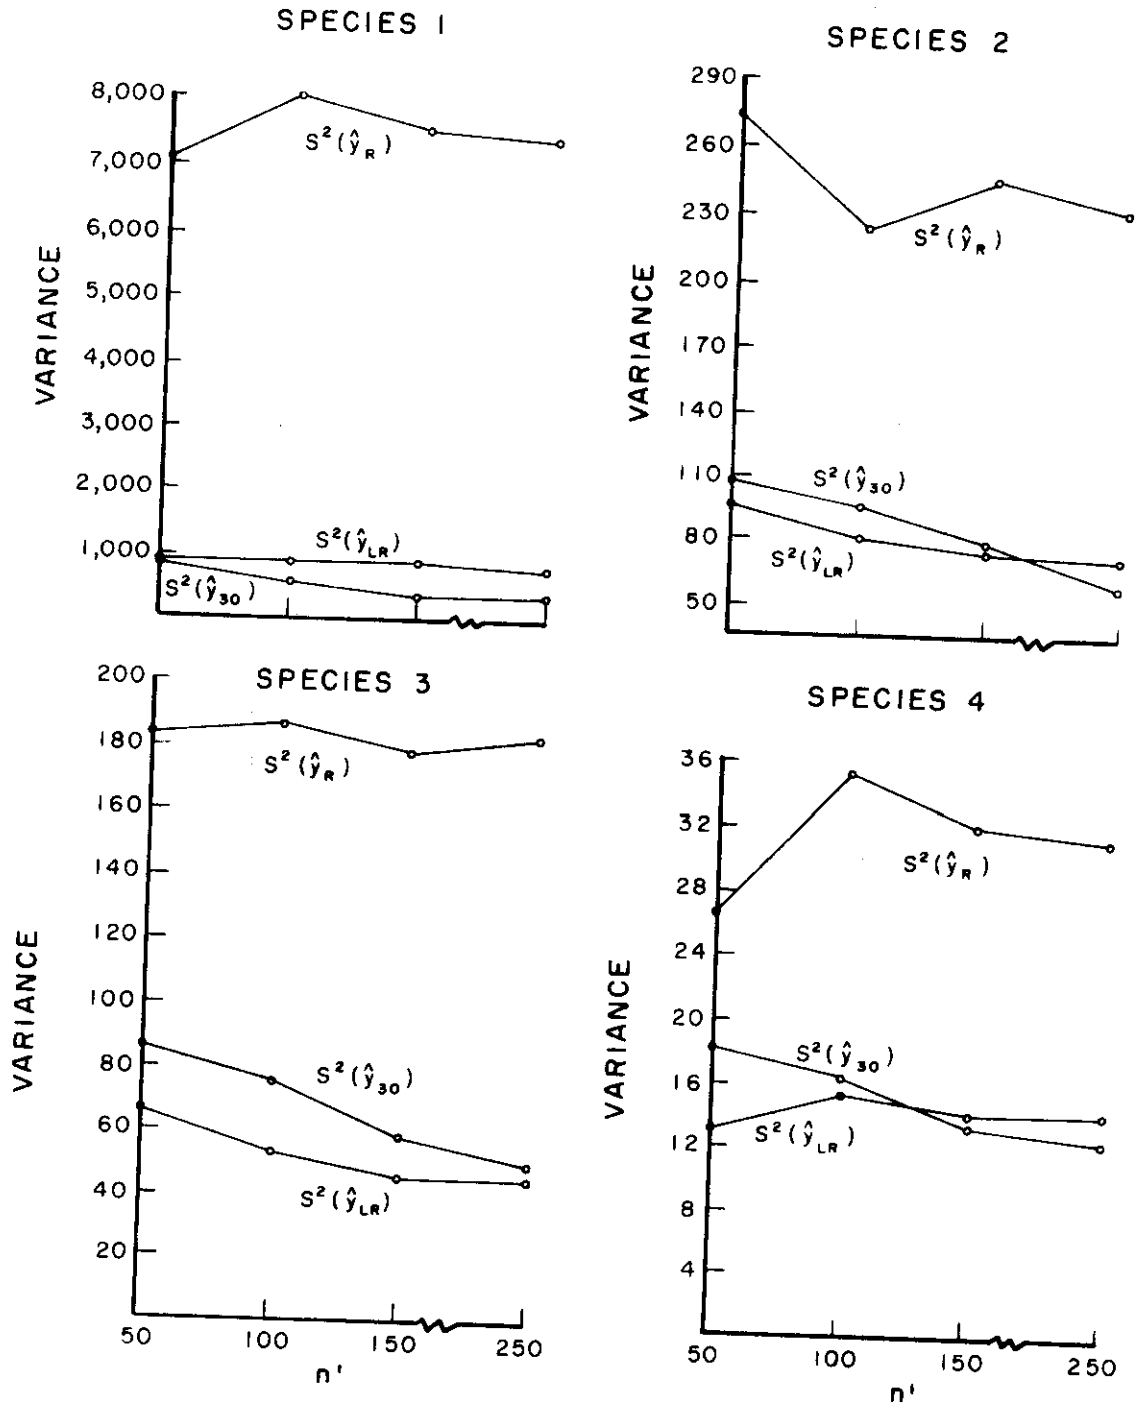 SPECIES 1
8,000
7,000
6,000
5,000
4,000
3,000
2,000
1,000
VARIANCE
S²(ŷR)
S²(ŷLR)
S²(ŷ30)
SPECIES 2
290
260
230
200
170
140
110
80
50
VARIANCE
S²(ŷR)
S²(ŷ30)
S²(ŷLR)
SPECIES 3
200
180
160
140
120
100
80
60
40
20
VARIANCE
S²(ŷR)
S²(ŷ30)
S²(ŷLR)
50 100 150 250
n'
SPECIES 4
36
32
28
24
20
16
12
8
4
VARIANCE
S²(ŷR)
S²(ŷ30)
S²(ŷLR)
50 100 150 250
n'